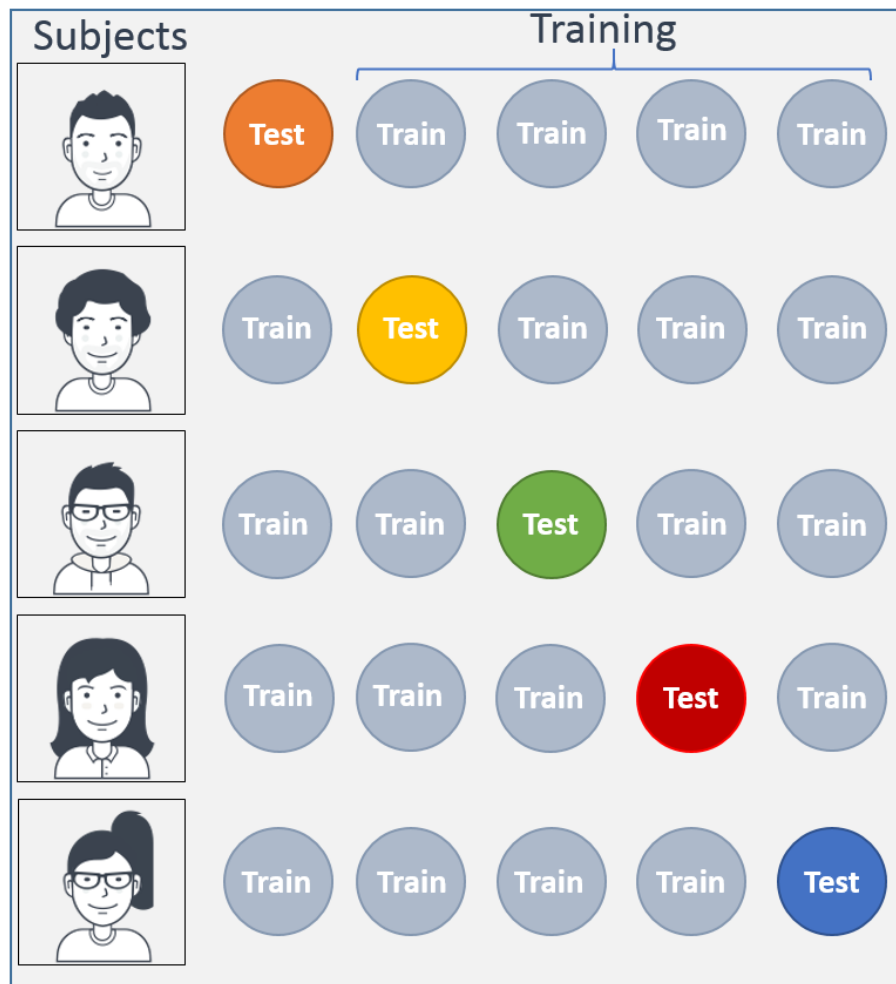 Subjects
Training
Test Train Train Train Train
Train Test Train Train Train
Train Train Test Train Train
Train Train Train Test Train
Train Train Train Train Test